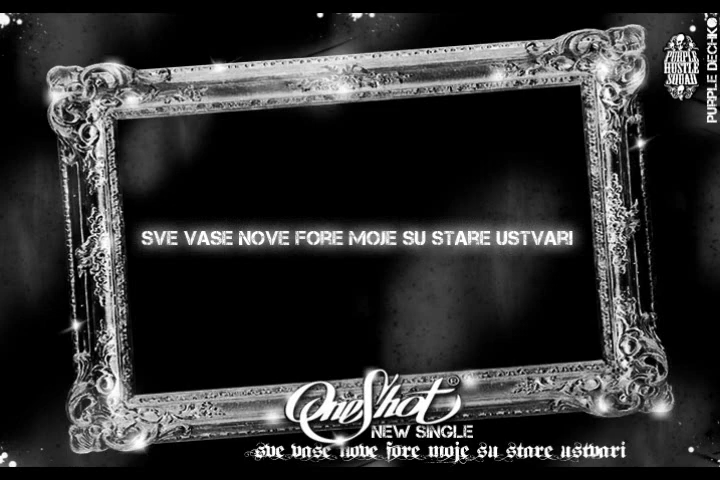 PURPLE
HUSTLE
SQUAD
PURPLE DECHKO
SVE VASE NOVE FORE MOJE SU STARE USTVARI
OneShot
NEW SINGLE
sve vase nove fore moje su stare ustvari